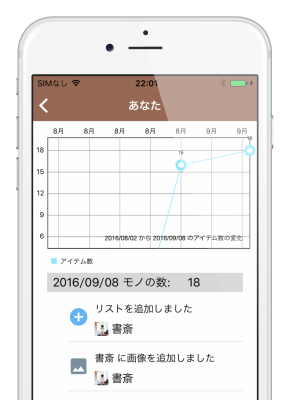 SIMなし 22:01
あなた
8月 8月 8月 8月 8月 9月 9月
18
16
18
15
12
9
6
2016/08/02 から 2016/09/08 のアイテム数の変化
アイテム数
2016/09/08 モノの数: 18
リストを追加しました
書斎
書斎 に画像を追加しました
書斎